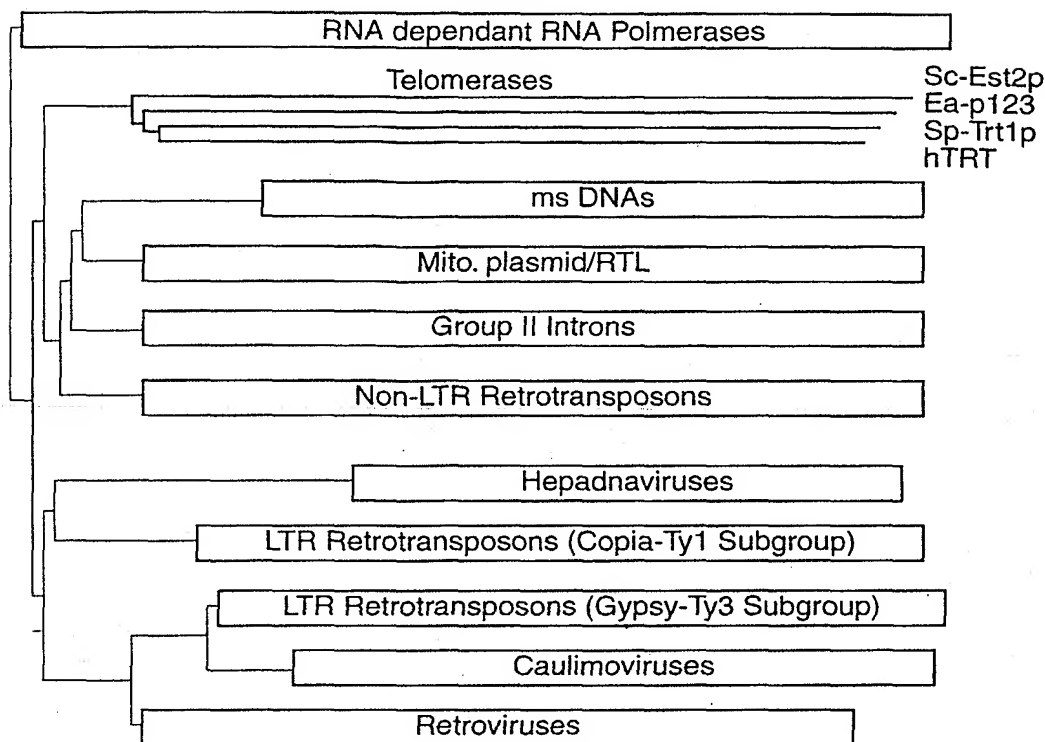 RNA dependant RNA Polmerases
Telomerases
Sc-Est2p
Ea-p123
Sp-Trt1p
hTRT
ms DNAs
Mito. plasmid/RTL
Group II Introns
Non-LTR Retrotransposons
Hepadnaviruses
LTR Retrotransposons (Copia-Ty1 Subgroup)
LTR Retrotransposons (Gypsy-Ty3 Subgroup)
Caulimoviruses
Retroviruses